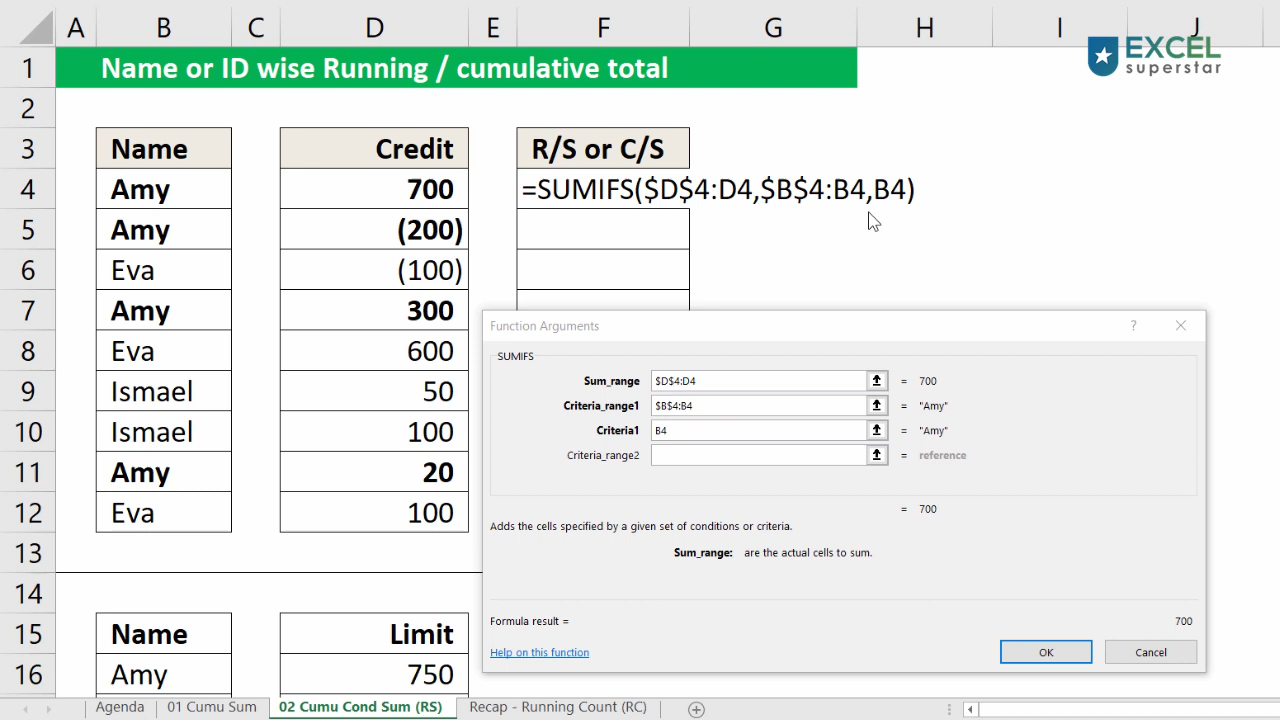 A B C D E F G H I J
EXCEL
superstar
1 Name or ID wise Running / cumulative total
2
3 Name Credit R/S or C/S
4 Amy 700 =SUMIFS($D$4:D4,$B$4:B4,B4)
5 Amy (200)
6 Eva (100)
7 Amy 300
8 Eva 600
9 Ismael 50
10 Ismael 100
11 Amy 20
12 Eva 100
13
14
15 Name Limit
16 Amy 750
Function Arguments ?
SUMIFS
Sum_range $D$4:D4 = 700
Criteria_range1 $B$4:B4 = "Amy"
Criteria1 B4 = "Amy"
Criteria_range2 = reference
= 700
Adds the cells specified by a given set of conditions or criteria.
Sum_range: are the actual cells to sum.
Formula result = 700
Help on this function OK Cancel
Agenda 01 Cumu Sum 02 Cumu Cond Sum (RS) Recap - Running Count (RC)